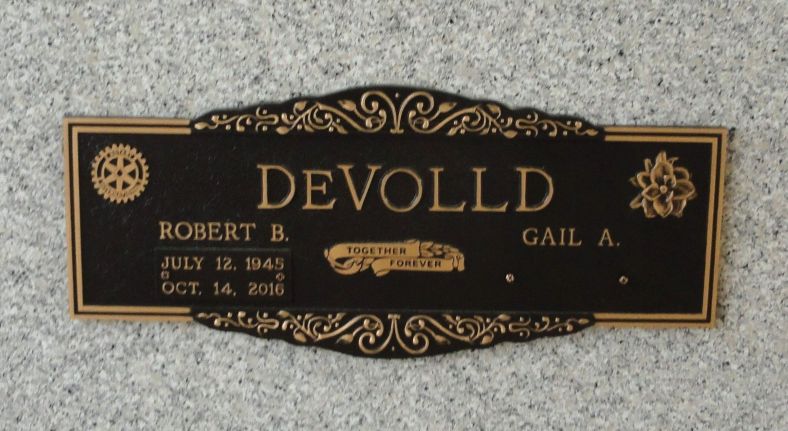 DEVOLLD
ROBERT B.
GAIL A.
JULY 12, 1945
OCT. 14, 2016
TOGETHER
FOREVER